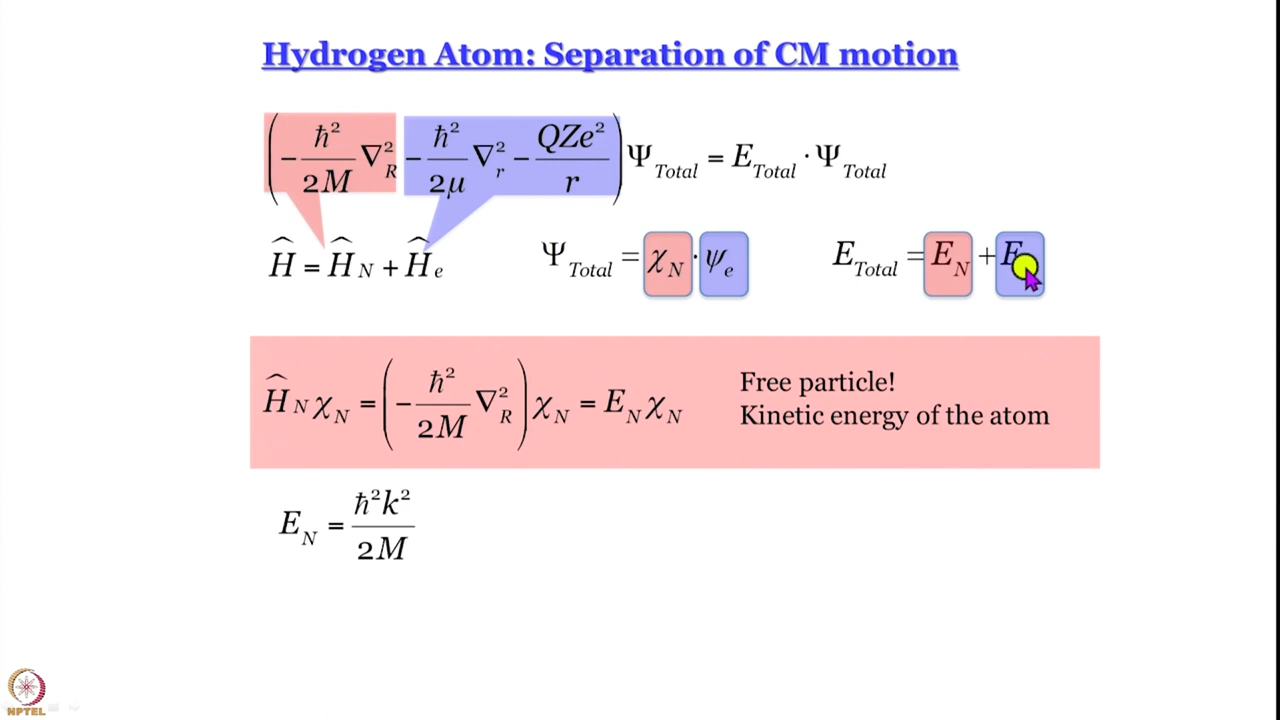 Hydrogen Atom: Separation of CM motion
(−ħ²/2M ∇²_R − ħ²/2μ ∇²_r − QZe²/r) Ψ_Total = E_Total · Ψ_Total
Ĥ = Ĥ_N + Ĥ_e Ψ_Total = χ_N · ψ_e E_Total = E_N + E
Ĥ_N χ_N = (−ħ²/2M ∇²_R) χ_N = E_N χ_N
Free particle!
Kinetic energy of the atom
E_N = ħ²k²/2M
NPTEL